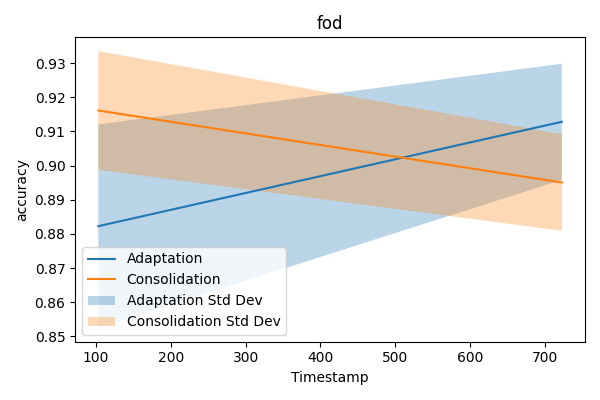 fod
0.93
0.92
0.91
0.90
0.89
0.88
0.87
0.86
0.85
accuracy
Adaptation
Consolidation
Adaptation Std Dev
Consolidation Std Dev
100 200 300 400 500 600 700
Timestamp